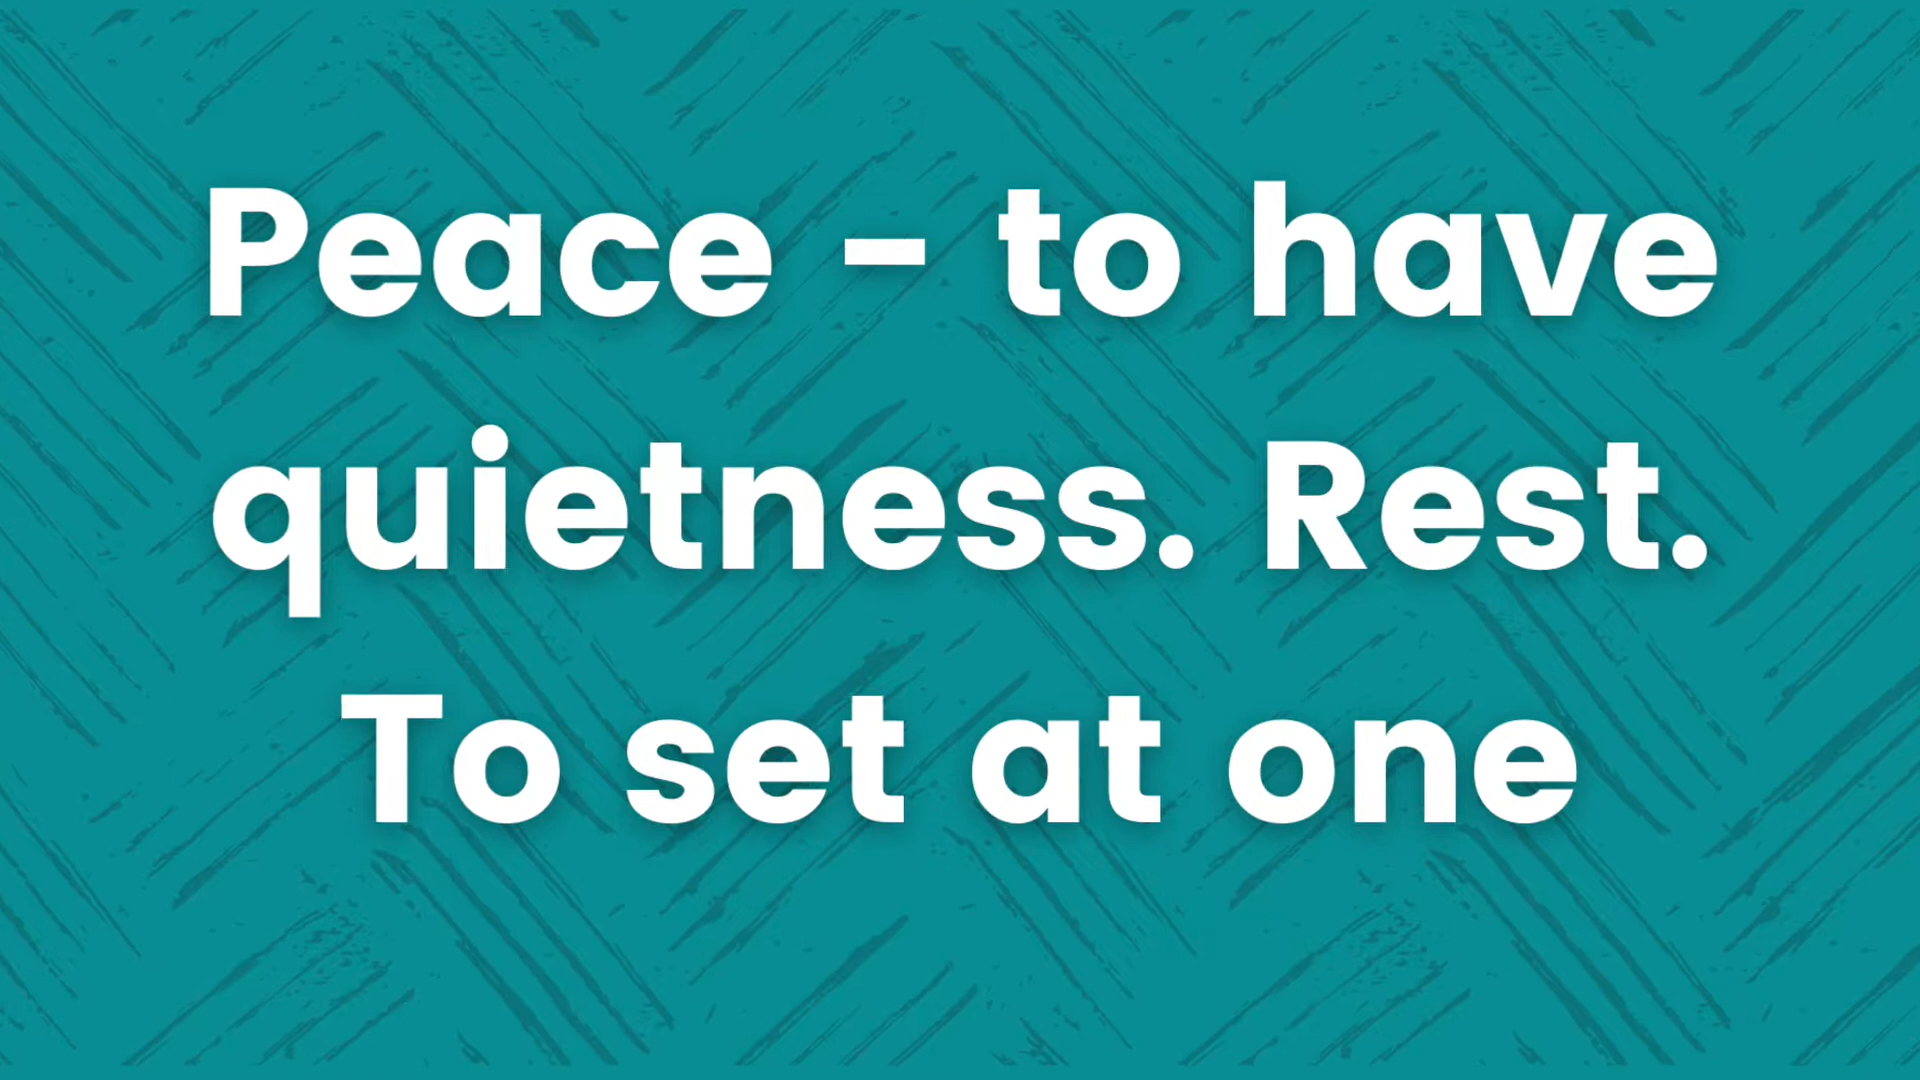 Peace - to have
quietness. Rest.
To set at one